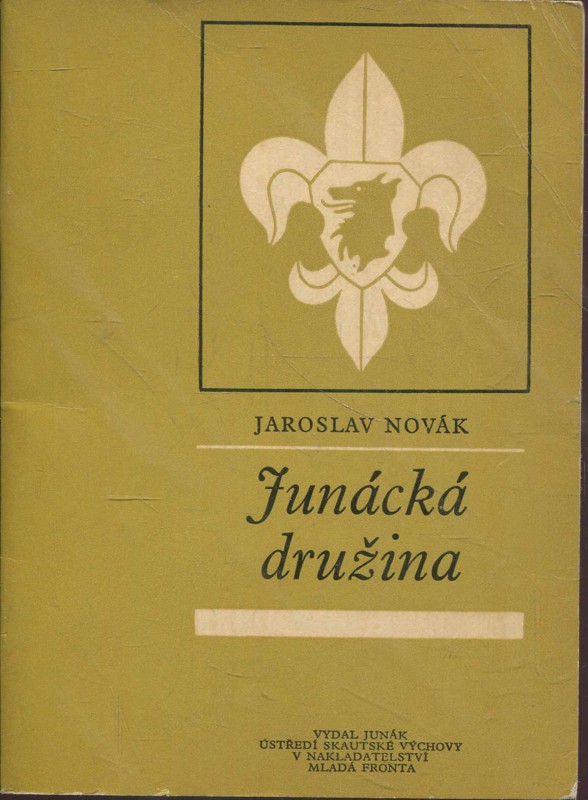 JAROSLAV NOVÁK
Junácká
družina
VYDAL JUNÁK
ÚSTŘEDÍ SKAUTSKÉ VÝCHOVY
V NAKLADATELSTVÍ
MLADÁ FRONTA